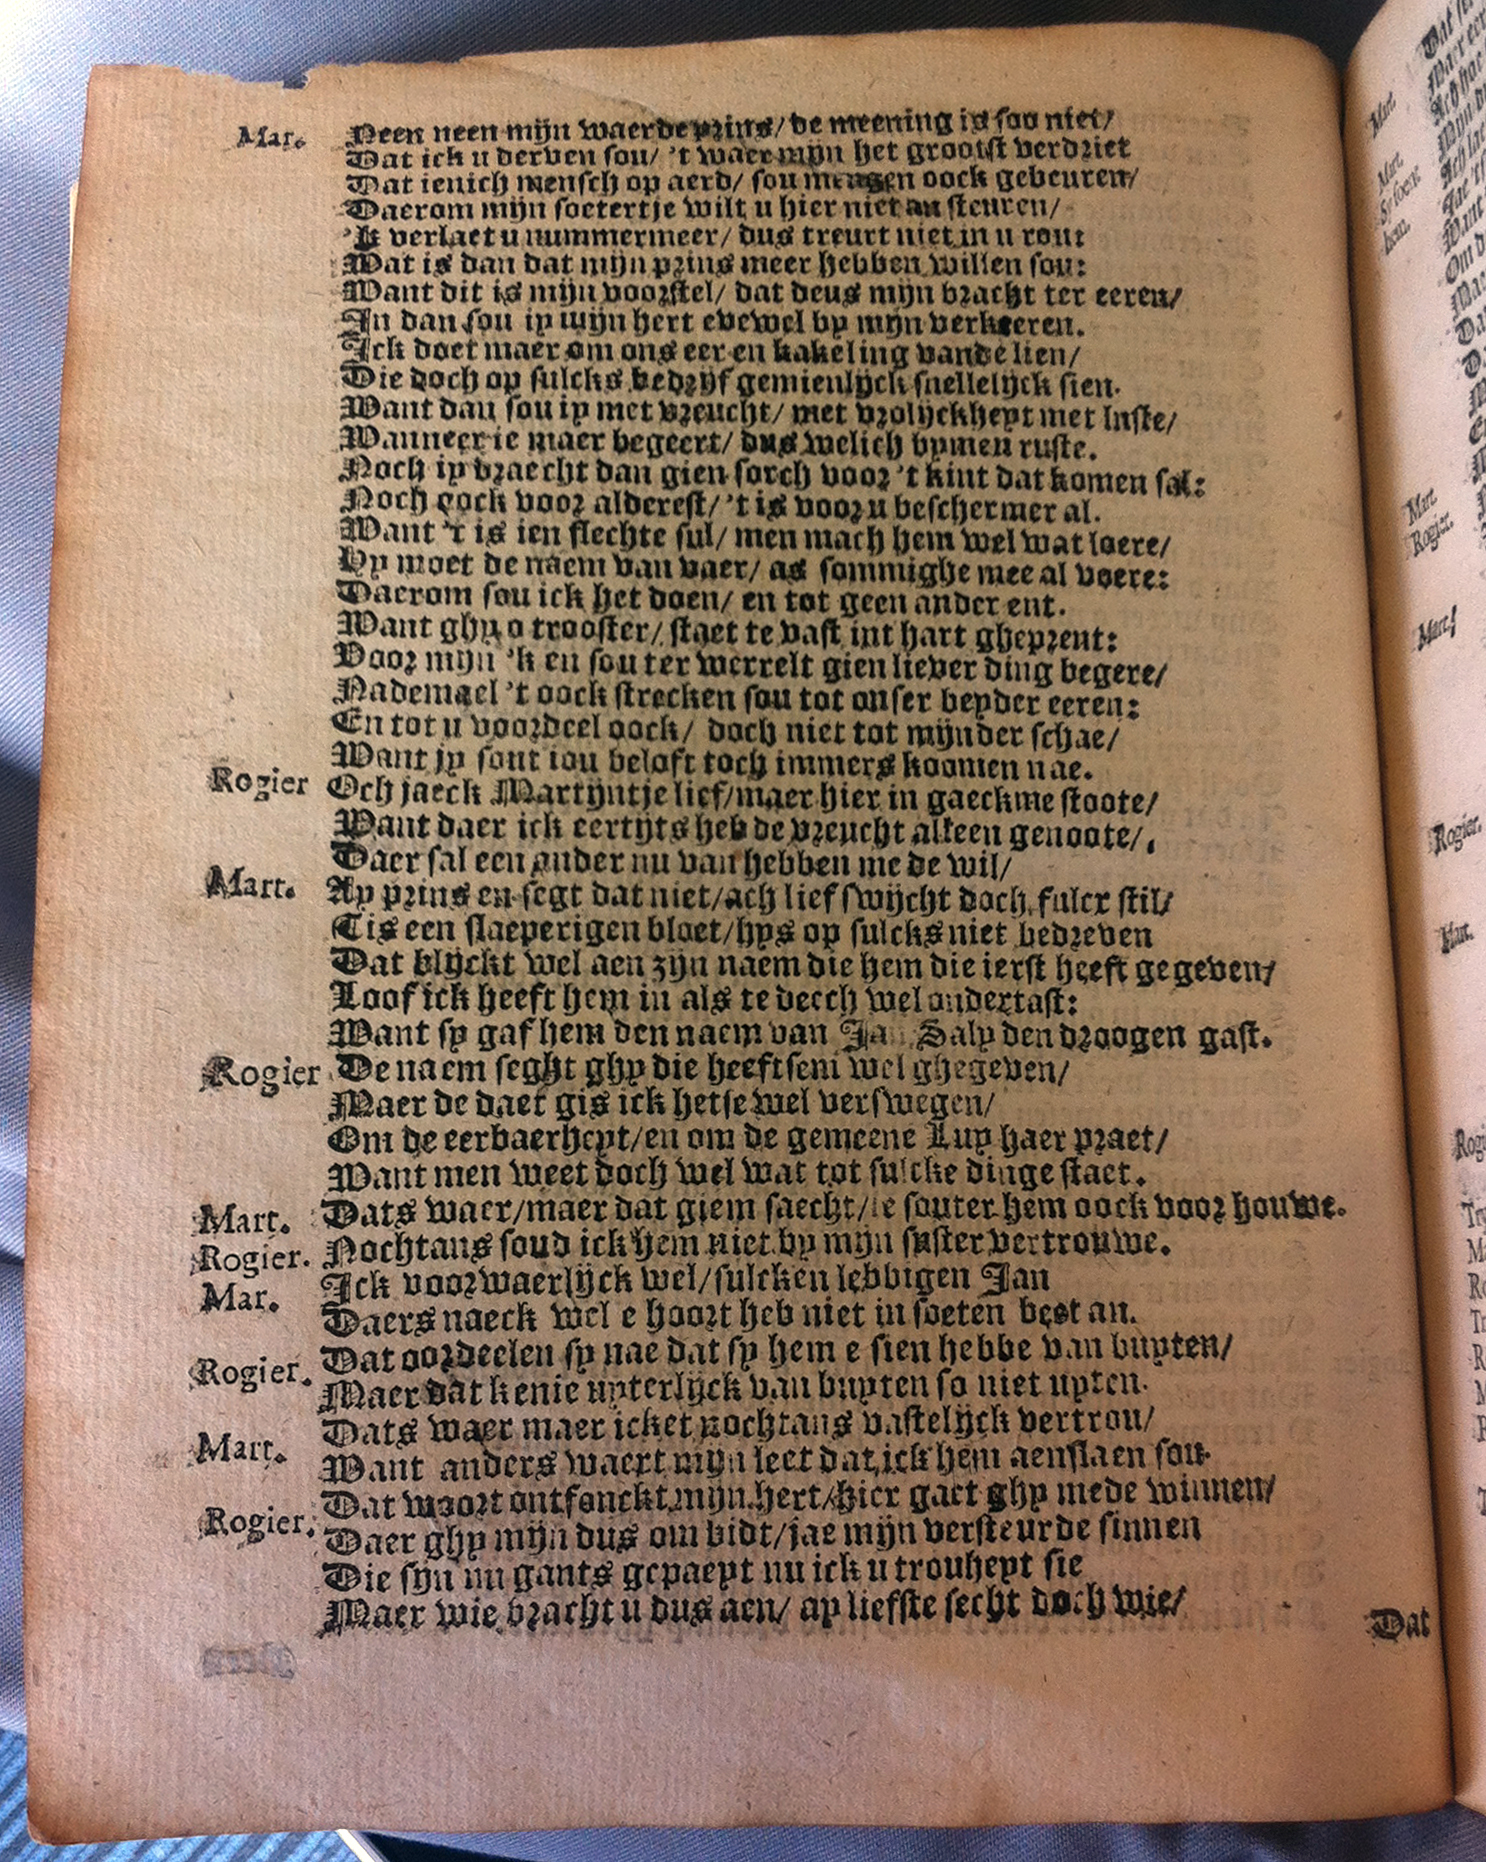 Mar. Neen neen mijn waerde prins/ de meening is sou niet/
Dat ick u derven sou/ 't waer mijn het grootst verdriet
Dat ienich mensch op aerd/ sou meugen oock gebeuren/
Daerom mijn soetertje wilt u hier niet an steuren/
'k verlaet u nummermeer/ dus treurt niet in u rou:
Wat is dan dat mijn prins meer hebben willen sou:
Want dit is mijn voorstel/ dat deus mijn bracht ter eeren/
In dan sou iy mijn hert evewel by mijn verkeeren.
Ick doet maer om ons eer en kakeling vande lien/
Die doch op sulcks bedrijf gemienlijck snellelijck sien.
Want dan sou iy met vreucht/ met vrolijckheyt met luste/
Wanneer ie maer begeert/ dus welich bymen ruste.
Noch iy braecht dan gien sorch voor 't kint dat komen sal:
Noch oock voor alderest/ 't is voor u beschermer al.
Want 't is ien slechte sul/ men mach hem wel wat loere/
Hy moet de naem van vaer/ as sommighe mee al voere:
Daerom sou ick het doen/ en tot geen ander ent.
Want ghy o trooster/ staet te vast int hart gheprent:
Voor mijn 'k en sou ter werrelt gien liever ding begere/
Nademael 't oock strecken sou tot onser beyder eeren:
En tot u voordeel oock/ doch niet tot mijnder schae/
Want iy sout iou beloft toch immers koomen nae.
Rogier Och jaeck Martijntje lief/maer hier in gaeckme stoote/
Want daer ick eertijts heb de vreucht alleen genoote/
Daer sal een ander nu van hebben mede wil/
Mart. Ay prins en segt dat niet/ach lief swijcht doch sulcx stil/
Tis een slaeperigen bloet/hys op sulcks niet bedreven
Dat blijckt wel aen zijn naem die hem die ierst heeft gegeven/
Loof ick heeft hem in als te deech wel ondertast:
Want sy gaf hem den naem van Jan Saly den droogen gast.
Rogier De naem seght ghy die heeftsem wel ghegeven/
Maer de daet gis ick hetse wel verswegen/
Om de eerbaerheyt/en om de gemeene Luy haer praet/
Want men weet doch wel wat tot sulcke dinge staet.
Mart. Dats waer/maer dat giem saecht/ie souter hem oock voor houwe.
Rogier. Nochtans soud ick hem niet by mijn suster vertrouwe.
Mar. Ick voorwaerlijck wel/sulcken lebbigen Jan
Daers naeck wel e hoort heb niet in soeten beet an.
Rogier. Dat oordeelen sy nae dat sy hem e sien hebbe van buyten/
Maer dat kenie uyterlijck van buyten so niet uyten.
Mart. Dats waer maer icket nochtans vastelijck vertrou/
Want anders waert mijn leet dat ick hem aenslaen sou.
Rogier. Dat woort ontfonckt mijn hert/hier gaet ghy mede winnen/
Daer ghy mijn dus om bidt/jae mijn versteurde sinnen
Die syn nu gants gepaeyt nu ick u trouheyt sie
Maer wie bracht u dus aen/ ay liefste secht doch wie/
Dat